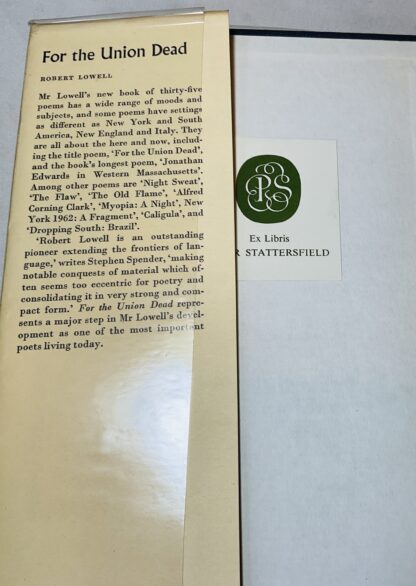 For the Union Dead
ROBERT LOWELL
Mr Lowell's new book of thirty-five
poems has a wide range of moods and
subjects, and some poems have settings
as different as New York and South
America, New England and Italy. They
are all about the here and now, includ-
ing the title poem, 'For the Union Dead',
and the book's longest poem, 'Jonathan
Edwards in Western Massachusetts'.
Among other poems are 'Night Sweat',
'The Flaw', 'The Old Flame', 'Alfred
Corning Clark', 'Myopia: A Night', New
York 1962: A Fragment', 'Caligula', and
'Dropping South: Brazil'.
'Robert Lowell is an outstanding
pioneer extending the frontiers of lan-
guage,' writes Stephen Spender, 'making
notable conquests of material which of-
ten seems too eccentric for poetry and
consolidating it in very strong and com-
pact form.' For the Union Dead repre-
sents a major step in Mr Lowell's devel-
opment as one of the most important
poets living today.
PS
Ex Libris
R STATTERSFIELD